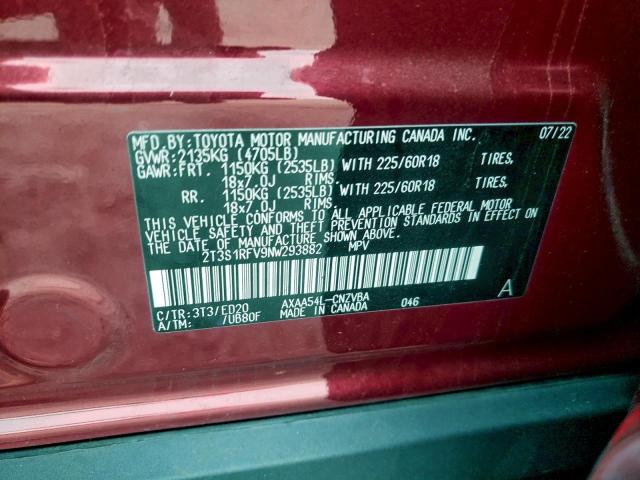 MFD. BY: TOYOTA MOTOR MANUFACTURING CANADA INC. 07/22
GVWR: 2135KG (4705LB)
GAWR: FRT. 1150KG (2535LB) WITH 225/60R18 TIRES,
18x7.0J RIMS,
RR. 1150KG (2535LB) WITH 225/60R18 TIRES,
18x7.0J RIMS.
THIS VEHICLE CONFORMS TO ALL APPLICABLE FEDERAL MOTOR
VEHICLE SAFETY AND THEFT PREVENTION STANDARDS IN EFFECT ON
THE DATE OF MANUFACTURE SHOWN ABOVE.
2T3S1RFV9NW293882 MPV
C/TR: 3T3/ED20 AXAA54L-CNZVBA 046 A
A/TM: /UB80F MADE IN CANADA